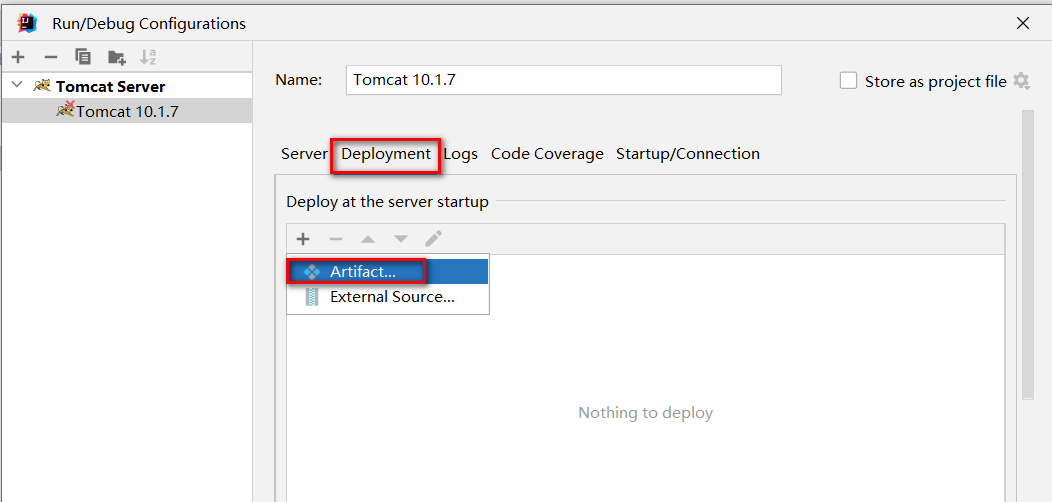 Run/Debug Configurations
Tomcat Server
Tomcat 10.1.7
Name: Tomcat 10.1.7 Store as project file
Server Deployment Logs Code Coverage Startup/Connection
Deploy at the server startup
Artifact...
External Source...
Nothing to deploy